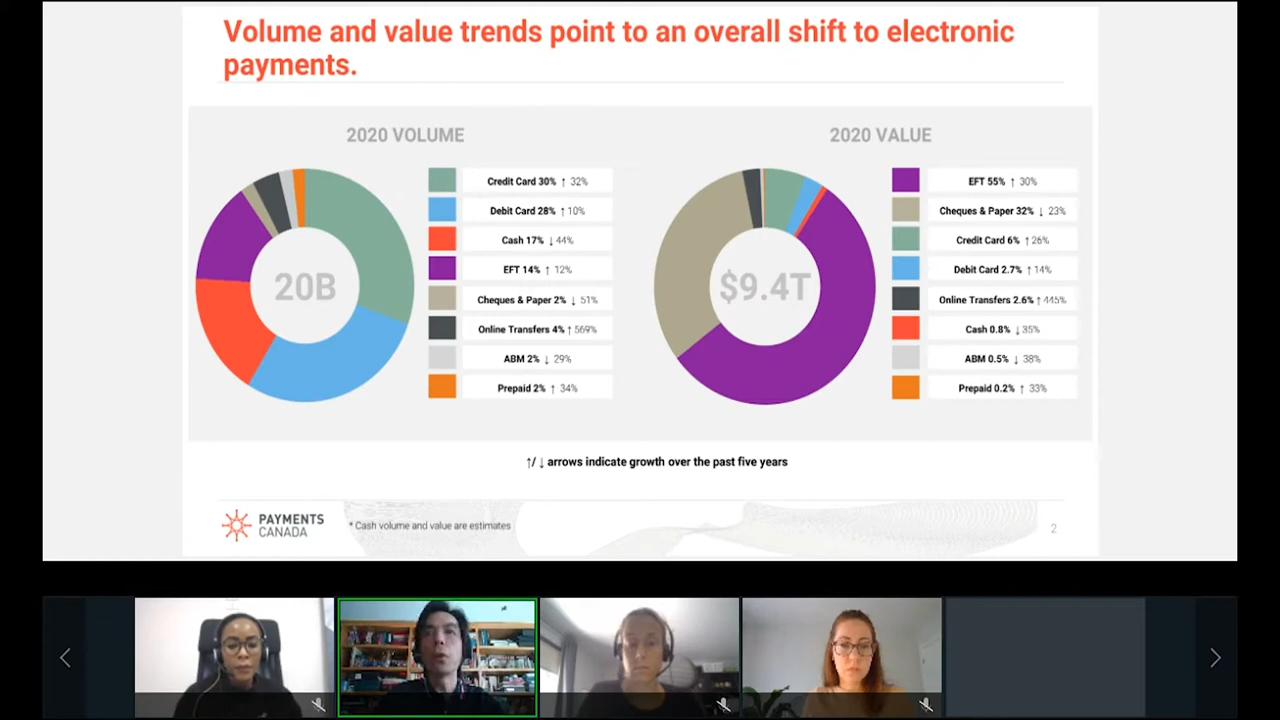 Volume and value trends point to an overall shift to electronic
payments.
2020 VOLUME
20B
Credit Card 30% ↑ 32%
Debit Card 28% ↑ 10%
Cash 17% ↓ 44%
EFT 14% ↑ 12%
Cheques & Paper 2% ↓ 51%
Online Transfers 4% ↑ 569%
ABM 2% ↓ 29%
Prepaid 2% ↑ 34%
2020 VALUE
$9.4T
EFT 55% ↑ 30%
Cheques & Paper 32% ↓ 23%
Credit Card 6% ↑ 26%
Debit Card 2.7% ↑ 14%
Online Transfers 2.6% ↑ 445%
Cash 0.8% ↓ 35%
ABM 0.5% ↓ 38%
Prepaid 0.2% ↑ 33%
↑/ ↓ arrows indicate growth over the past five years
PAYMENTS
CANADA
* Cash volume and value are estimates
2